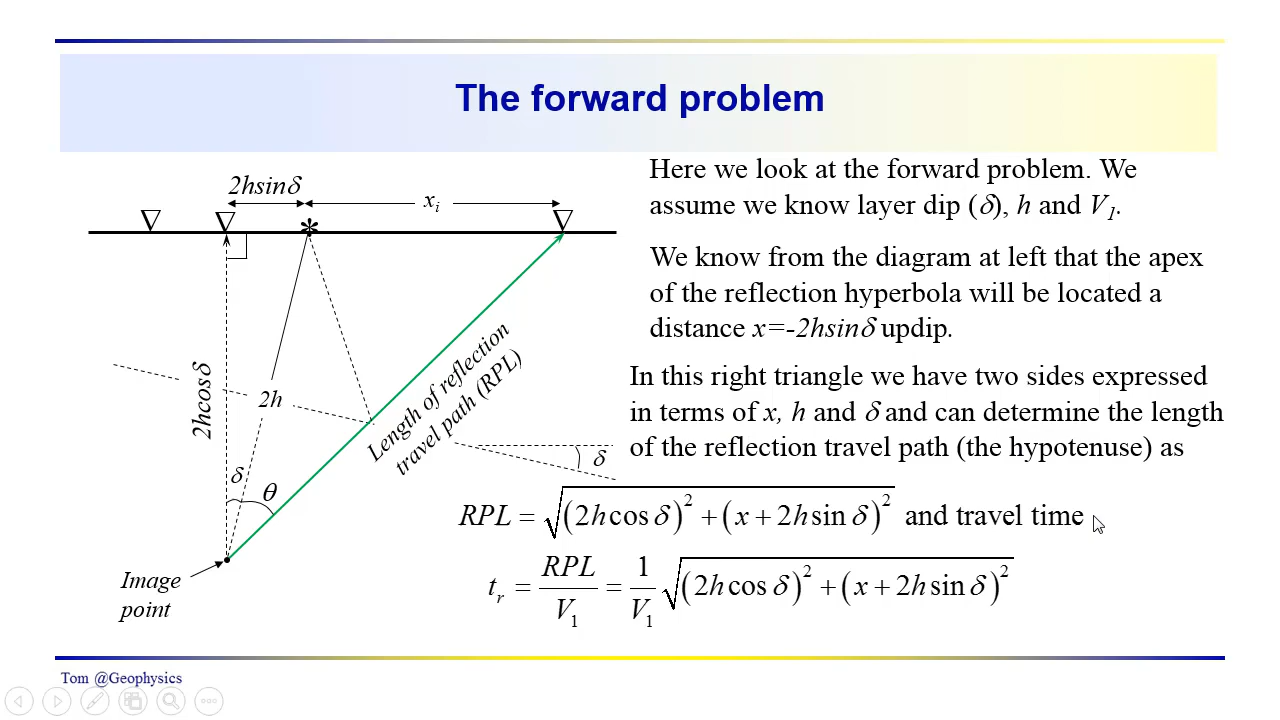 The forward problem
2hsinδ
x_i
2hcosδ
2h
δ
θ
Length of reflection
travel path (RPL)
δ
Image
point
Here we look at the forward problem. We
assume we know layer dip (δ), h and V_1.
We know from the diagram at left that the apex
of the reflection hyperbola will be located a
distance x=-2hsinδ updip.
In this right triangle we have two sides expressed
in terms of x, h and δ and can determine the length
of the reflection travel path (the hypotenuse) as
RPL = √((2h cos δ)² + (x + 2h sin δ)²) and travel time
t_r = RPL/V_1 = 1/V_1 √((2h cos δ)² + (x + 2h sin δ)²)
Tom @Geophysics